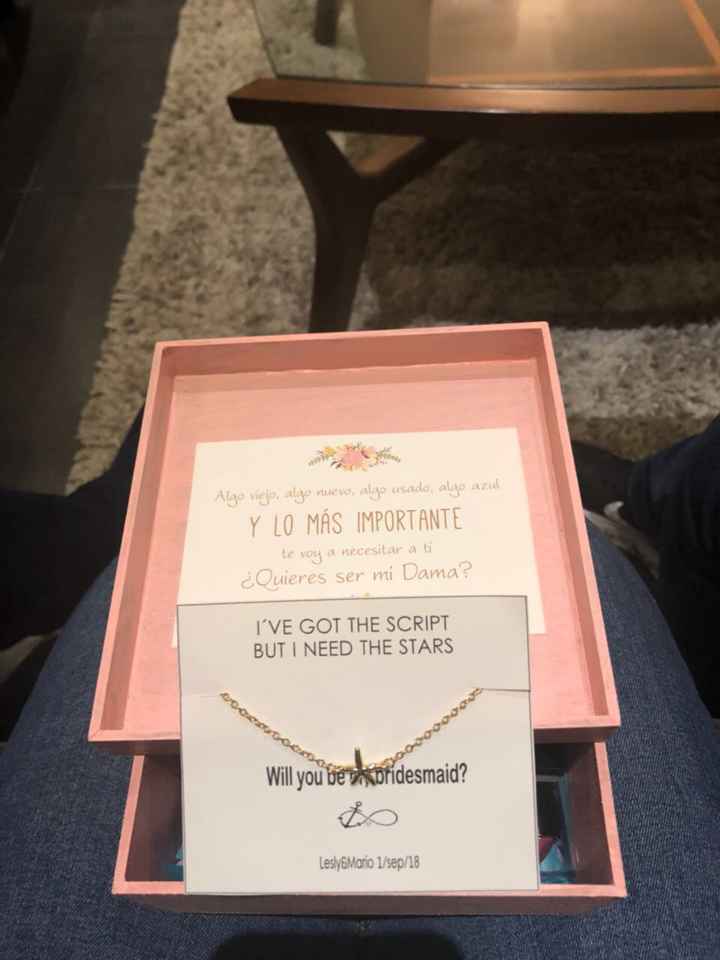 Algo viejo, algo nuevo, algo usado, algo azul
Y LO MÁS IMPORTANTE
te voy a necesitar a ti
¿Quieres ser mi Dama?
I´VE GOT THE SCRIPT
BUT I NEED THE STARS
Will you be bridesmaid?
Lesly&Mario 1/sep/18